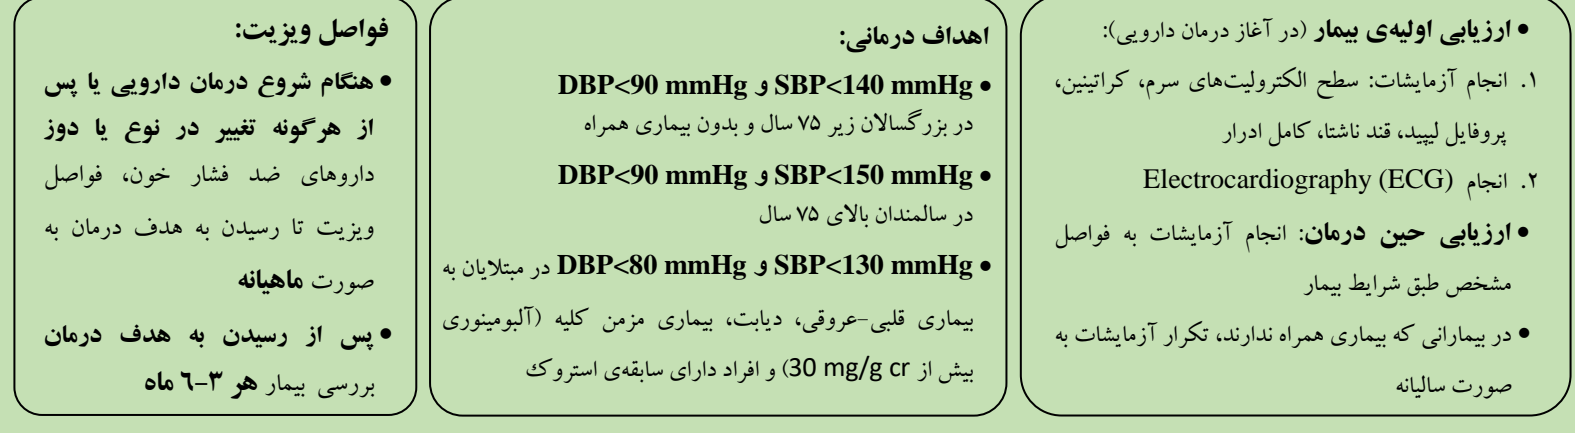 • ارزیابی اولیه‌ی بیمار (در آغاز درمان دارویی):
۱. انجام آزمایشات: سطح الکترولیت‌های سرم، کراتینین،
پروفایل لیپید، قند ناشتا، کامل ادرار
۲. انجام Electrocardiography (ECG)
• ارزیابی حین درمان: انجام آزمایشات به فواصل
مشخص طبق شرایط بیمار
• در بیمارانی که بیماری همراه ندارند، تکرار آزمایشات به
صورت سالیانه
اهداف درمانی:
• SBP<140 mmHg و DBP<90 mmHg
در بزرگسالان زیر ۷۵ سال و بدون بیماری همراه
• SBP<150 mmHg و DBP<90 mmHg
در سالمندان بالای ۷۵ سال
• SBP<130 mmHg و DBP<80 mmHg در مبتلایان به
بیماری قلبی-عروقی، دیابت، بیماری مزمن کلیه (آلبومینوری
بیش از 30 mg/g cr) و افراد دارای سابقه‌ی استروک
فواصل ویزیت:
• هنگام شروع درمان دارویی یا پس
از هرگونه تغییر در نوع یا دوز
داروهای ضد فشار خون، فواصل
ویزیت تا رسیدن به هدف درمان به
صورت ماهیانه
• پس از رسیدن به هدف درمان
بررسی بیمار هر ۳-۶ ماه